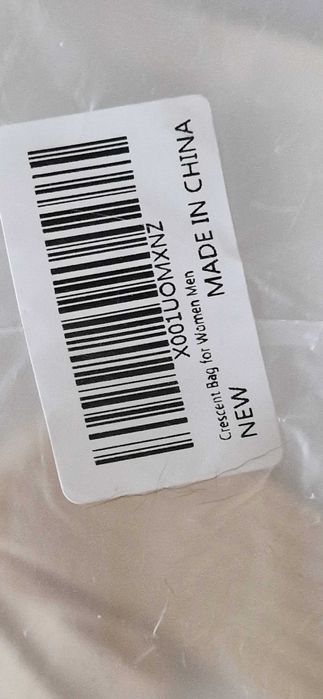 X001UOMXNZ
Crescent Bag for Women Men
NEW
MADE IN CHINA